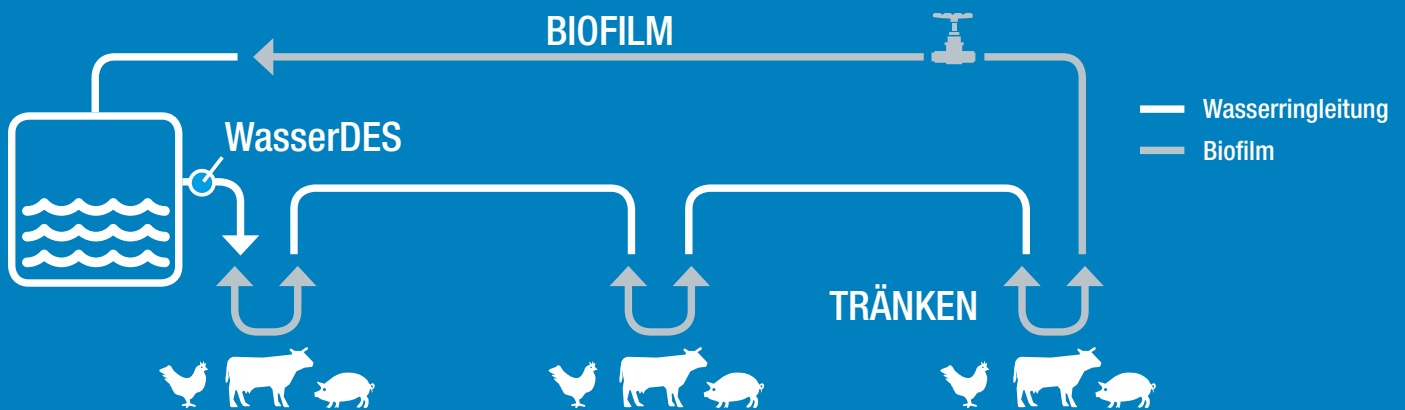 BIOFILM
WasserDES
Wasserringleitung
Biofilm
TRÄNKEN